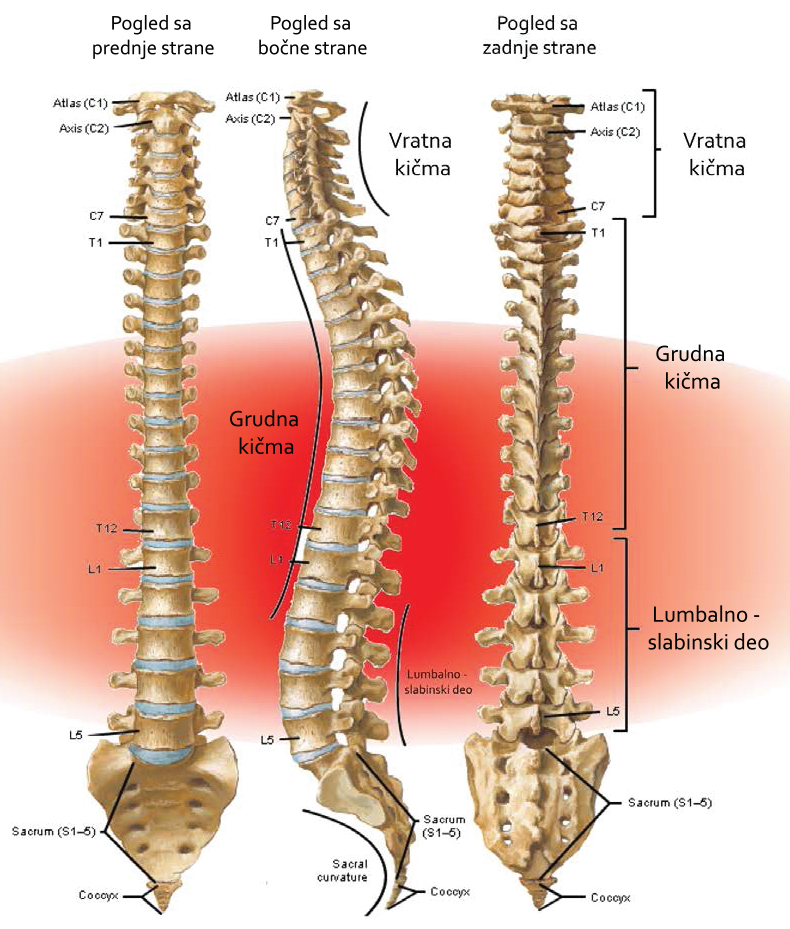 Pogled sa
prednje strane
Pogled sa
bočne strane
Pogled sa
zadnje strane
Atlas (C1)
Axis (C2)
C7
T1
T12
L1
L5
Sacrum (S1–5)
Coccyx
Atlas (C1)
Axis (C2)
Vratna
kičma
C7
T1
Grudna
kičma
T12
L1
Lumbalno -
slabinski deo
L5
Sacrum
(S1–5)
Sacral
curvature
Coccyx
Atlas (C1)
Axis (C2)
Vratna
kičma
C7
T1
Grudna
kičma
T12
L1
Lumbalno -
slabinski deo
L5
Sacrum (S1–5)
Coccyx